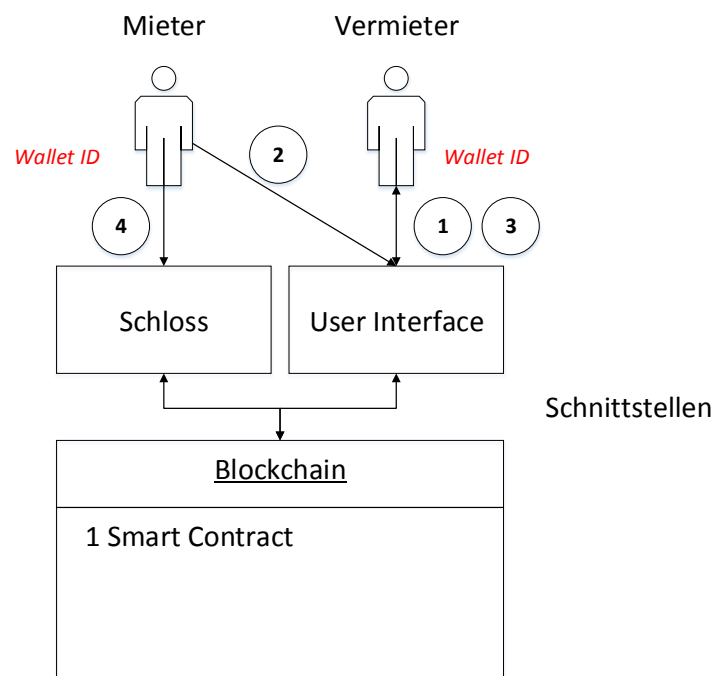 Mieter
Vermieter
Wallet ID
2
Wallet ID
4
1
3
Schloss
User Interface
Schnittstellen
Blockchain
1 Smart Contract